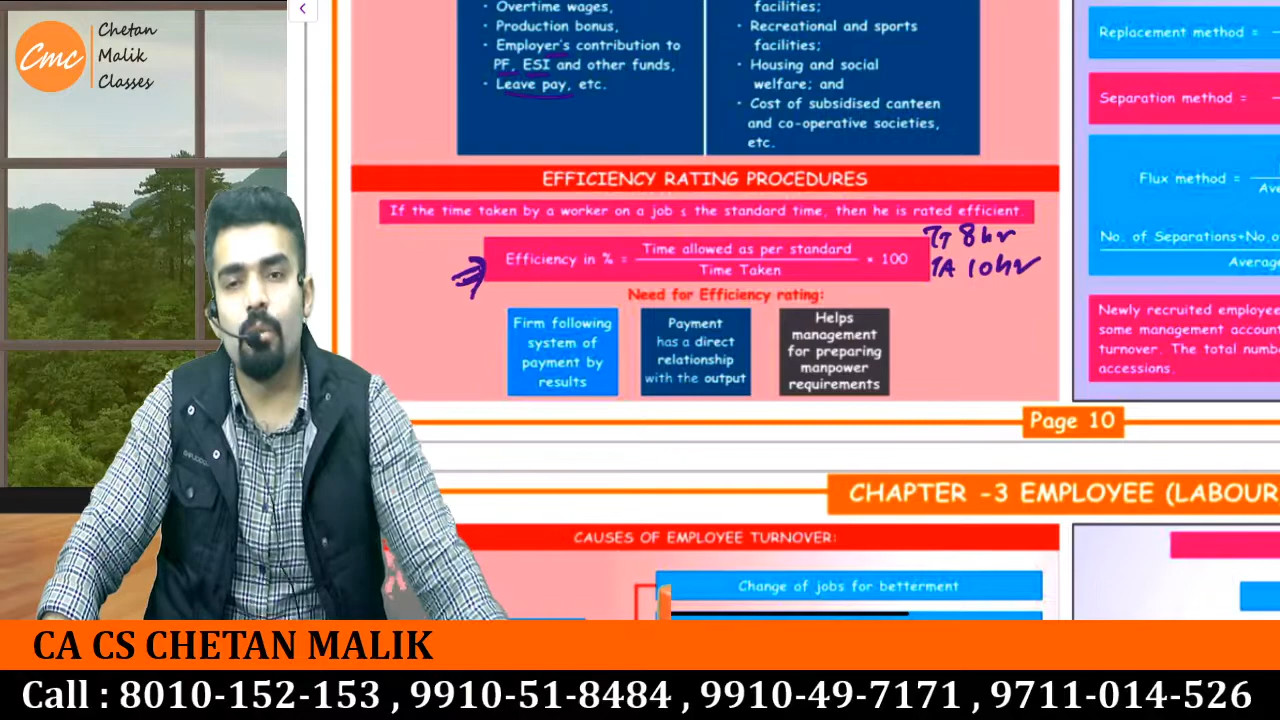 Chetan
Malik
Classes
Cmc
· Overtime wages,
· Production bonus,
· Employer's contribution to
PF, ESI and other funds,
· Leave pay, etc.
facilities;
· Recreational and sports
facilities;
· Housing and social
welfare; and
· Cost of subsidised canteen
and co-operative societies,
etc.
EFFICIENCY RATING PROCEDURES
If the time taken by a worker on a job ≤ the standard time, then he is rated efficient.
Efficiency in % = Time allowed as per standard
Time Taken
* 100
TT 8 hr
TA 10 hr
Need for Efficiency rating:
Firm following
system of
payment by
results
Payment
has a direct
relationship
with the output
Helps
management
for preparing
manpower
requirements
Page 10
CHAPTER -3 EMPLOYEE (LABOUR
CAUSES OF EMPLOYEE TURNOVER:
Change of jobs for betterment
Replacement method =
Separation method =
Flux method =
No. of Separations+No.o
Average
Newly recruited employee
some management account
turnover. The total numb
accessions.
CA CS CHETAN MALIK
Call : 8010-152-153 , 9910-51-8484 , 9910-49-7171 , 9711-014-526